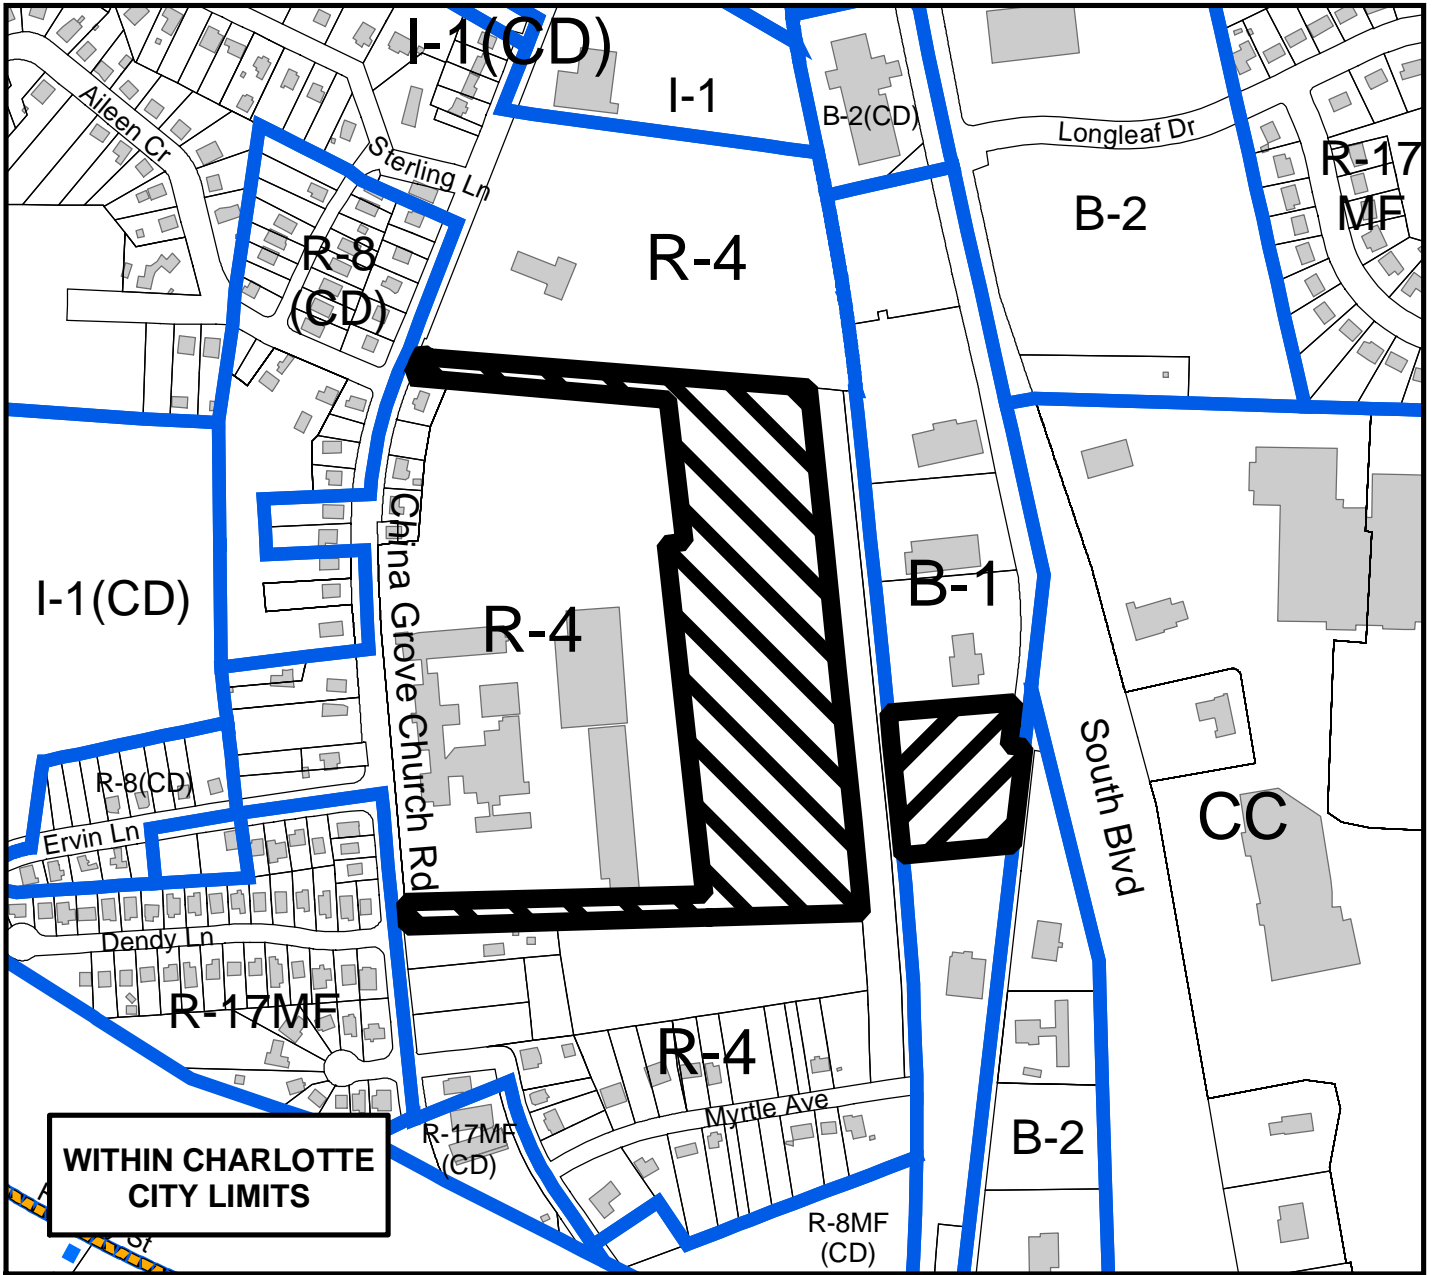 I-1(CD)
I-1
B-2(CD)
Longleaf Dr
Aileen Cr
Sterling Ln
R-17
MF
B-2
R-4
R-8
(CD)
China Grove Church Rd
I-1(CD)
R-4
B-1
South Blvd
CC
R-8(CD)
Ervin Ln
Dendy Ln
R-17MF
R-4
Myrtle Ave
R-17MF
(CD)
B-2
WITHIN CHARLOTTE
CITY LIMITS
St
R-8MF
(CD)